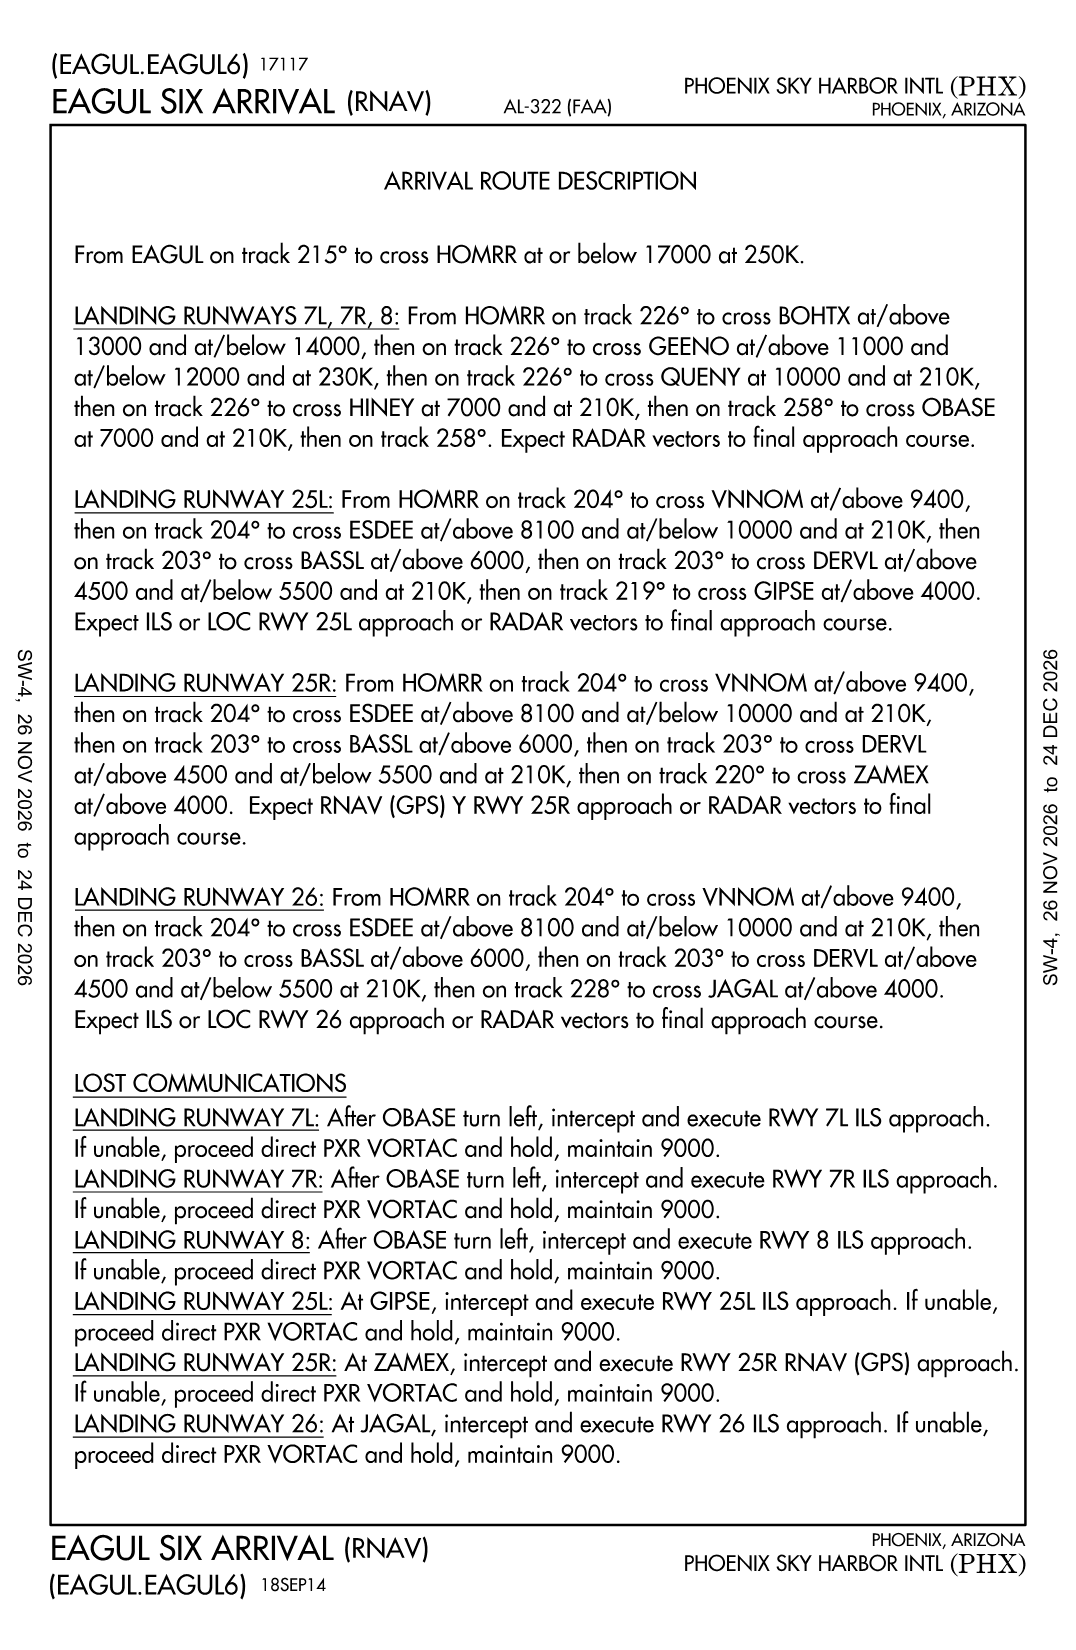 (EAGUL.EAGUL6) 17117
EAGUL SIX ARRIVAL (RNAV)
AL-322 (FAA)
PHOENIX SKY HARBOR INTL (PHX)
PHOENIX, ARIZONA
ARRIVAL ROUTE DESCRIPTION
From EAGUL on track 215° to cross HOMRR at or below 17000 at 250K.
LANDING RUNWAYS 7L, 7R, 8: From HOMRR on track 226° to cross BOHTX at/above
13000 and at/below 14000, then on track 226° to cross GEENO at/above 11000 and
at/below 12000 and at 230K, then on track 226° to cross QUENY at 10000 and at 210K,
then on track 226° to cross HINEY at 7000 and at 210K, then on track 258° to cross OBASE
at 7000 and at 210K, then on track 258°. Expect RADAR vectors to final approach course.
LANDING RUNWAY 25L: From HOMRR on track 204° to cross VNNOM at/above 9400,
then on track 204° to cross ESDEE at/above 8100 and at/below 10000 and at 210K, then
on track 203° to cross BASSL at/above 6000, then on track 203° to cross DERVL at/above
4500 and at/below 5500 and at 210K, then on track 219° to cross GIPSE at/above 4000.
Expect ILS or LOC RWY 25L approach or RADAR vectors to final approach course.
LANDING RUNWAY 25R: From HOMRR on track 204° to cross VNNOM at/above 9400,
then on track 204° to cross ESDEE at/above 8100 and at/below 10000 and at 210K,
then on track 203° to cross BASSL at/above 6000, then on track 203° to cross DERVL
at/above 4500 and at/below 5500 and at 210K, then on track 220° to cross ZAMEX
at/above 4000. Expect RNAV (GPS) Y RWY 25R approach or RADAR vectors to final
approach course.
LANDING RUNWAY 26: From HOMRR on track 204° to cross VNNOM at/above 9400,
then on track 204° to cross ESDEE at/above 8100 and at/below 10000 and at 210K, then
on track 203° to cross BASSL at/above 6000, then on track 203° to cross DERVL at/above
4500 and at/below 5500 at 210K, then on track 228° to cross JAGAL at/above 4000.
Expect ILS or LOC RWY 26 approach or RADAR vectors to final approach course.
LOST COMMUNICATIONS
LANDING RUNWAY 7L: After OBASE turn left, intercept and execute RWY 7L ILS approach.
If unable, proceed direct PXR VORTAC and hold, maintain 9000.
LANDING RUNWAY 7R: After OBASE turn left, intercept and execute RWY 7R ILS approach.
If unable, proceed direct PXR VORTAC and hold, maintain 9000.
LANDING RUNWAY 8: After OBASE turn left, intercept and execute RWY 8 ILS approach.
If unable, proceed direct PXR VORTAC and hold, maintain 9000.
LANDING RUNWAY 25L: At GIPSE, intercept and execute RWY 25L ILS approach. If unable,
proceed direct PXR VORTAC and hold, maintain 9000.
LANDING RUNWAY 25R: At ZAMEX, intercept and execute RWY 25R RNAV (GPS) approach.
If unable, proceed direct PXR VORTAC and hold, maintain 9000.
LANDING RUNWAY 26: At JAGAL, intercept and execute RWY 26 ILS approach. If unable,
proceed direct PXR VORTAC and hold, maintain 9000.
SW-4, 26 NOV 2026 to 24 DEC 2026
SW-4, 26 NOV 2026 to 24 DEC 2026
EAGUL SIX ARRIVAL (RNAV)
(EAGUL.EAGUL6) 18SEP14
PHOENIX, ARIZONA
PHOENIX SKY HARBOR INTL (PHX)